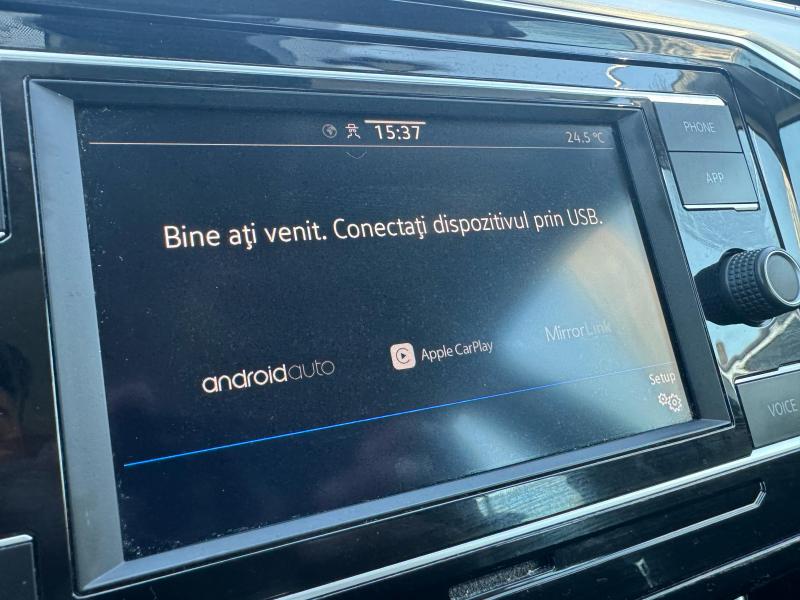 15:37
24.5 °C
PHONE
APP
Bine aţi venit. Conectaţi dispozitivul prin USB.
androidauto
Apple CarPlay
MirrorLink
Setup
VOICE